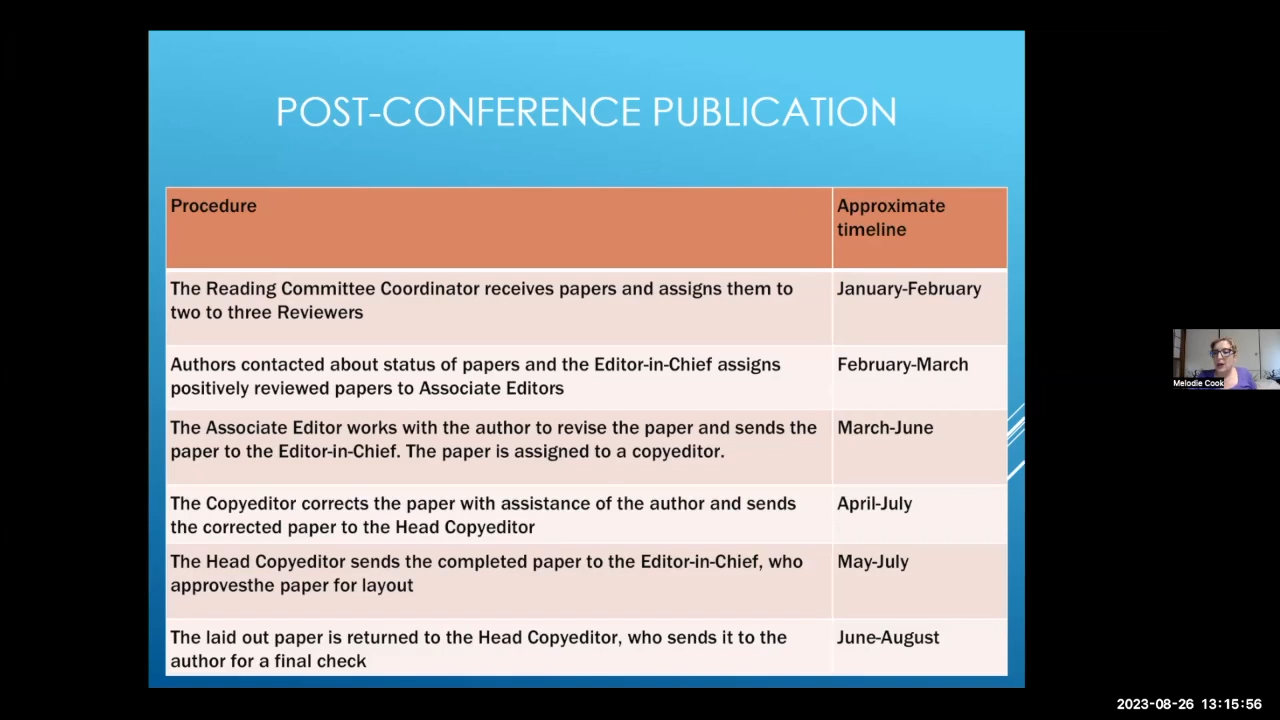 POST-CONFERENCE PUBLICATION
Procedure
Approximate
timeline
The Reading Committee Coordinator receives papers and assigns them to
two to three Reviewers
January-February
Authors contacted about status of papers and the Editor-in-Chief assigns
positively reviewed papers to Associate Editors
February-March
The Associate Editor works with the author to revise the paper and sends the
paper to the Editor-in-Chief. The paper is assigned to a copyeditor.
March-June
The Copyeditor corrects the paper with assistance of the author and sends
the corrected paper to the Head Copyeditor
April-July
The Head Copyeditor sends the completed paper to the Editor-in-Chief, who
approvesthe paper for layout
May-July
The laid out paper is returned to the Head Copyeditor, who sends it to the
author for a final check
June-August
Melodie Cook
2023-08-26 13:15:56